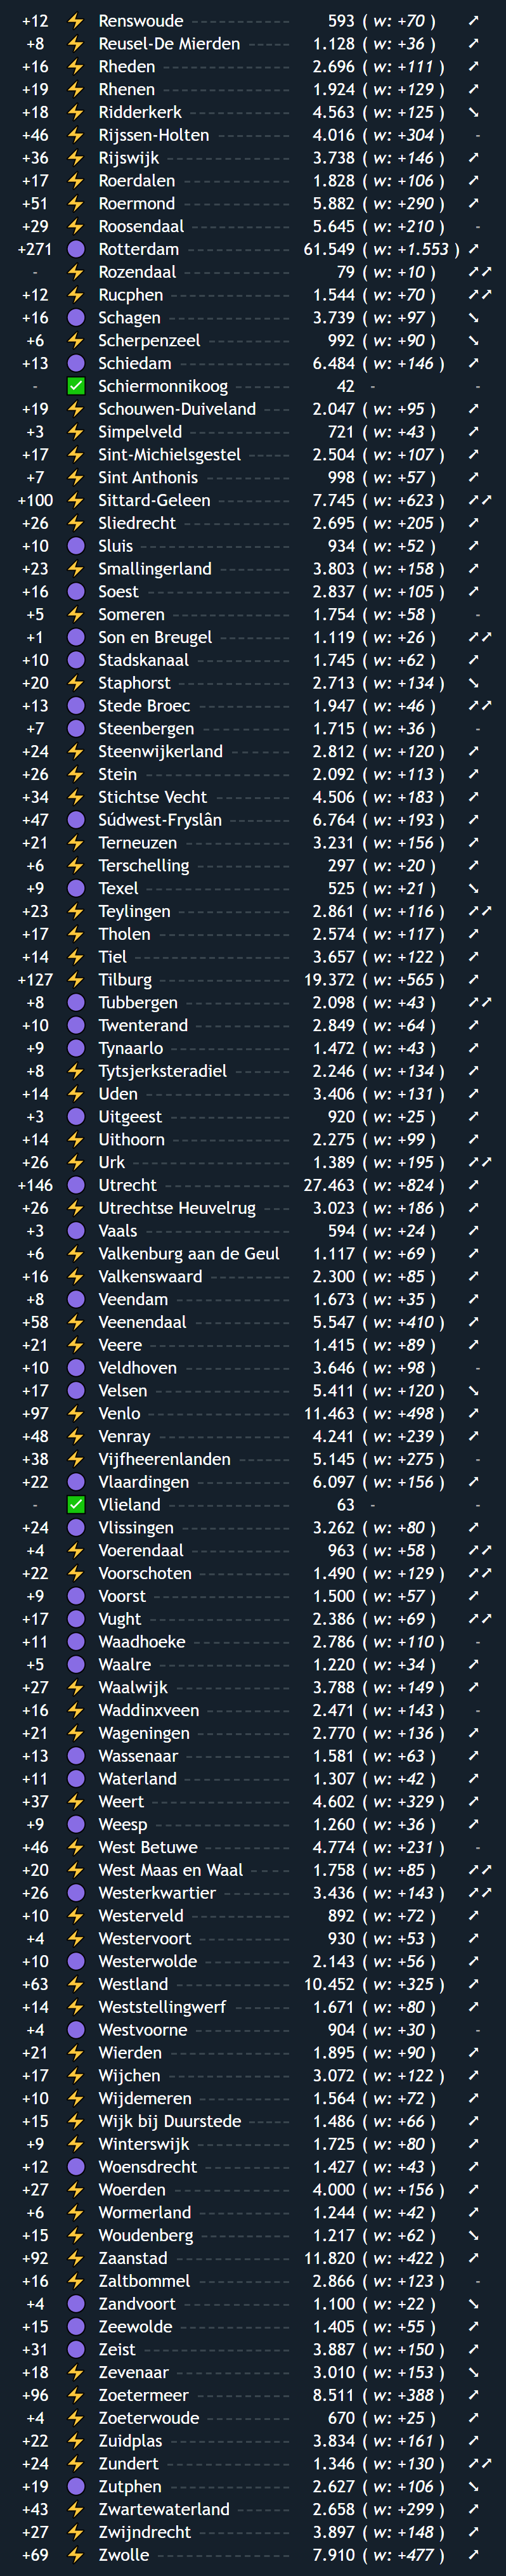 +12 ⚡ Renswoude 593 ( w: +70 ) ↗
+8 ⚡ Reusel-De Mierden 1.128 ( w: +36 ) ↗
+16 ⚡ Rheden 2.696 ( w: +111 ) ↗
+19 ⚡ Rhenen 1.924 ( w: +129 ) ↗
+18 ⚡ Ridderkerk 4.563 ( w: +125 ) ↘
+46 ⚡ Rijssen-Holten 4.016 ( w: +304 ) -
+36 ⚡ Rijswijk 3.738 ( w: +146 ) ↗
+17 ⚡ Roerdalen 1.828 ( w: +106 ) ↗
+51 ⚡ Roermond 5.882 ( w: +290 ) ↗
+29 ⚡ Roosendaal 5.645 ( w: +210 ) -
+271 🟣 Rotterdam 61.549 ( w: +1.553 ) ↗
- ⚡ Rozendaal 79 ( w: +10 ) ↗↗
+12 ⚡ Rucphen 1.544 ( w: +70 ) ↗↗
+16 🟣 Schagen 3.739 ( w: +97 ) ↘
+6 ⚡ Scherpenzeel 992 ( w: +90 ) ↘
+13 🟣 Schiedam 6.484 ( w: +146 ) ↗
- ✅ Schiermonnikoog 42 - -
+19 ⚡ Schouwen-Duiveland 2.047 ( w: +95 ) ↗
+3 ⚡ Simpelveld 721 ( w: +43 ) ↗
+17 ⚡ Sint-Michielsgestel 2.504 ( w: +107 ) ↗
+7 ⚡ Sint Anthonis 998 ( w: +57 ) ↗
+100 ⚡ Sittard-Geleen 7.745 ( w: +623 ) ↗↗
+26 ⚡ Sliedrecht 2.695 ( w: +205 ) ↗
+10 🟣 Sluis 934 ( w: +52 ) ↗
+23 ⚡ Smallingerland 3.803 ( w: +158 ) ↗
+16 🟣 Soest 2.837 ( w: +105 ) ↗
+5 ⚡ Someren 1.754 ( w: +58 ) -
+1 🟣 Son en Breugel 1.119 ( w: +26 ) ↗↗
+10 🟣 Stadskanaal 1.745 ( w: +62 ) ↗
+20 ⚡ Staphorst 2.713 ( w: +134 ) ↘
+13 🟣 Stede Broec 1.947 ( w: +46 ) ↗↗
+7 🟣 Steenbergen 1.715 ( w: +36 ) -
+24 ⚡ Steenwijkerland 2.812 ( w: +120 ) ↗
+26 ⚡ Stein 2.092 ( w: +113 ) ↗
+34 ⚡ Stichtse Vecht 4.506 ( w: +183 ) ↗
+47 🟣 Súdwest-Fryslân 6.764 ( w: +193 ) ↗
+21 ⚡ Terneuzen 3.231 ( w: +156 ) ↗
+6 ⚡ Terschelling 297 ( w: +20 ) ↗
+9 🟣 Texel 525 ( w: +21 ) ↘
+23 ⚡ Teylingen 2.861 ( w: +116 ) ↗↗
+17 ⚡ Tholen 2.574 ( w: +117 ) ↗
+14 ⚡ Tiel 3.657 ( w: +122 ) ↗
+127 ⚡ Tilburg 19.372 ( w: +565 ) ↗
+8 🟣 Tubbergen 2.098 ( w: +43 ) ↗↗
+10 🟣 Twenterand 2.849 ( w: +64 ) ↗
+9 🟣 Tynaarlo 1.472 ( w: +43 ) ↗
+8 ⚡ Tytsjerksteradiel 2.246 ( w: +134 ) ↗
+14 ⚡ Uden 3.406 ( w: +131 ) ↗
+3 🟣 Uitgeest 920 ( w: +25 ) ↗
+14 ⚡ Uithoorn 2.275 ( w: +99 ) ↗
+26 ⚡ Urk 1.389 ( w: +195 ) ↗↗
+146 🟣 Utrecht 27.463 ( w: +824 ) ↗
+26 ⚡ Utrechtse Heuvelrug 3.023 ( w: +186 ) ↗
+3 🟣 Vaals 594 ( w: +24 ) ↗
+6 ⚡ Valkenburg aan de Geul 1.117 ( w: +69 ) ↗
+16 ⚡ Valkenswaard 2.300 ( w: +85 ) ↗
+8 🟣 Veendam 1.673 ( w: +35 ) ↗
+58 ⚡ Veenendaal 5.547 ( w: +410 ) ↗
+21 ⚡ Veere 1.415 ( w: +89 ) ↗
+10 🟣 Veldhoven 3.646 ( w: +98 ) -
+17 🟣 Velsen 5.411 ( w: +120 ) ↘
+97 ⚡ Venlo 11.463 ( w: +498 ) ↗
+48 ⚡ Venray 4.241 ( w: +239 ) ↗
+38 ⚡ Vijfheerenlanden 5.145 ( w: +275 ) -
+22 🟣 Vlaardingen 6.097 ( w: +156 ) ↗
- ✅ Vlieland 63 - -
+24 🟣 Vlissingen 3.262 ( w: +80 ) ↗
+4 ⚡ Voerendaal 963 ( w: +58 ) ↗↗
+22 ⚡ Voorschoten 1.490 ( w: +129 ) ↗↗
+9 🟣 Voorst 1.500 ( w: +57 ) ↗
+17 🟣 Vught 2.386 ( w: +69 ) ↗↗
+11 🟣 Waadhoeke 2.786 ( w: +110 ) -
+5 🟣 Waalre 1.220 ( w: +34 ) ↗
+27 ⚡ Waalwijk 3.788 ( w: +149 ) ↗
+16 ⚡ Waddinxveen 2.471 ( w: +143 ) -
+21 ⚡ Wageningen 2.770 ( w: +136 ) ↗
+13 🟣 Wassenaar 1.581 ( w: +63 ) ↗
+11 🟣 Waterland 1.307 ( w: +42 ) ↗
+37 ⚡ Weert 4.602 ( w: +329 ) ↗
+9 🟣 Weesp 1.260 ( w: +36 ) ↗
+46 ⚡ West Betuwe 4.774 ( w: +231 ) -
+20 ⚡ West Maas en Waal 1.758 ( w: +85 ) ↗↗
+26 🟣 Westerkwartier 3.436 ( w: +143 ) ↗↗
+10 ⚡ Westerveld 892 ( w: +72 ) ↗
+4 ⚡ Westervoort 930 ( w: +53 ) ↗
+10 🟣 Westerwolde 2.143 ( w: +56 ) ↗
+63 ⚡ Westland 10.452 ( w: +325 ) ↗
+14 ⚡ Weststellingwerf 1.671 ( w: +80 ) ↗
+4 🟣 Westvoorne 904 ( w: +30 ) -
+21 ⚡ Wierden 1.895 ( w: +90 ) ↗
+17 ⚡ Wijchen 3.072 ( w: +122 ) ↗
+10 ⚡ Wijdemeren 1.564 ( w: +72 ) ↗
+15 ⚡ Wijk bij Duurstede 1.486 ( w: +66 ) ↗
+9 ⚡ Winterswijk 1.725 ( w: +80 ) ↗
+12 🟣 Woensdrecht 1.427 ( w: +43 ) ↗
+27 ⚡ Woerden 4.000 ( w: +156 ) ↗
+6 ⚡ Wormerland 1.244 ( w: +42 ) ↗
+15 ⚡ Woudenberg 1.217 ( w: +62 ) ↘
+92 ⚡ Zaanstad 11.820 ( w: +422 ) ↗
+16 ⚡ Zaltbommel 2.866 ( w: +123 ) -
+4 🟣 Zandvoort 1.100 ( w: +22 ) ↘
+15 🟣 Zeewolde 1.405 ( w: +55 ) ↗
+31 🟣 Zeist 3.887 ( w: +150 ) ↗
+18 ⚡ Zevenaar 3.010 ( w: +153 ) ↘
+96 ⚡ Zoetermeer 8.511 ( w: +388 ) ↗
+4 ⚡ Zoeterwoude 670 ( w: +25 ) ↗
+22 ⚡ Zuidplas 3.834 ( w: +161 ) ↗
+24 ⚡ Zundert 1.346 ( w: +130 ) ↗↗
+19 🟣 Zutphen 2.627 ( w: +106 ) ↘
+43 ⚡ Zwartewaterland 2.658 ( w: +299 ) ↗
+27 ⚡ Zwijndrecht 3.897 ( w: +148 ) ↗
+69 ⚡ Zwolle 7.910 ( w: +477 ) ↗